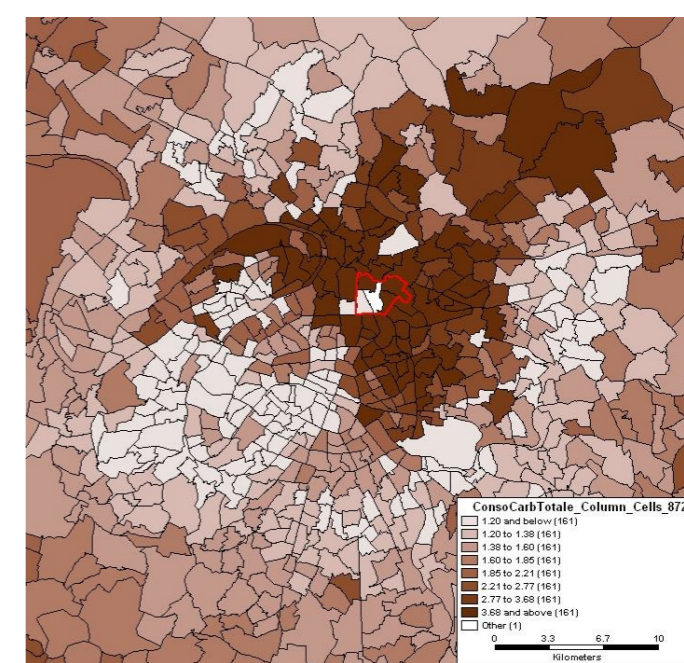 ConsoCarbTotale_Column_Cells_872
1.20 and below (161)
1.20 to 1.38 (161)
1.38 to 1.60 (161)
1.60 to 1.85 (161)
1.85 to 2.21 (161)
2.21 to 2.77 (161)
2.77 to 3.68 (161)
3.68 and above (161)
Other (1)
0 3.3 6.7 10
Kilometers